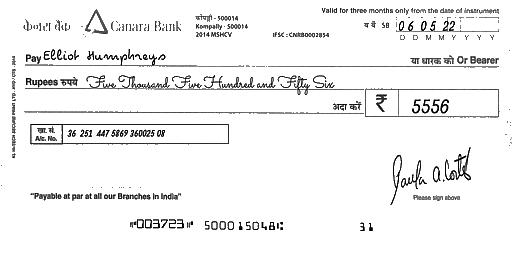 Valid for three months only from the date of instrument
केनरा बैंक Canara Bank
कोंपल्ली - 500014
Kompally - 500014
2014 MSHCV
IFSC : CNRB0002854
SB 06 05 22
D D M M Y Y Y Y
Pay Elliot Humphreys या धारक को Or Bearer
Rupees रुपये Five Thousand Five Hundred and Fifty Six
अदा करें ₹ 5556
खा. सं.
A/c. No. 36 251 447 5869 360025 08
Paula A. Cortes
Please sign above
"Payable at par at all our Branches in India"
⑈003723⑈ 500015048⑆ 31